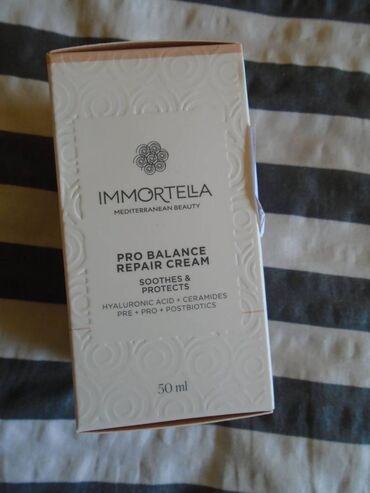 IMMORTELLA
MEDITERRANEAN BEAUTY
PRO BALANCE
REPAIR CREAM
SOOTHES &
PROTECTS
HYALURONIC ACID + CERAMIDES
PRE + PRO + POSTBIOTICS
50 ml